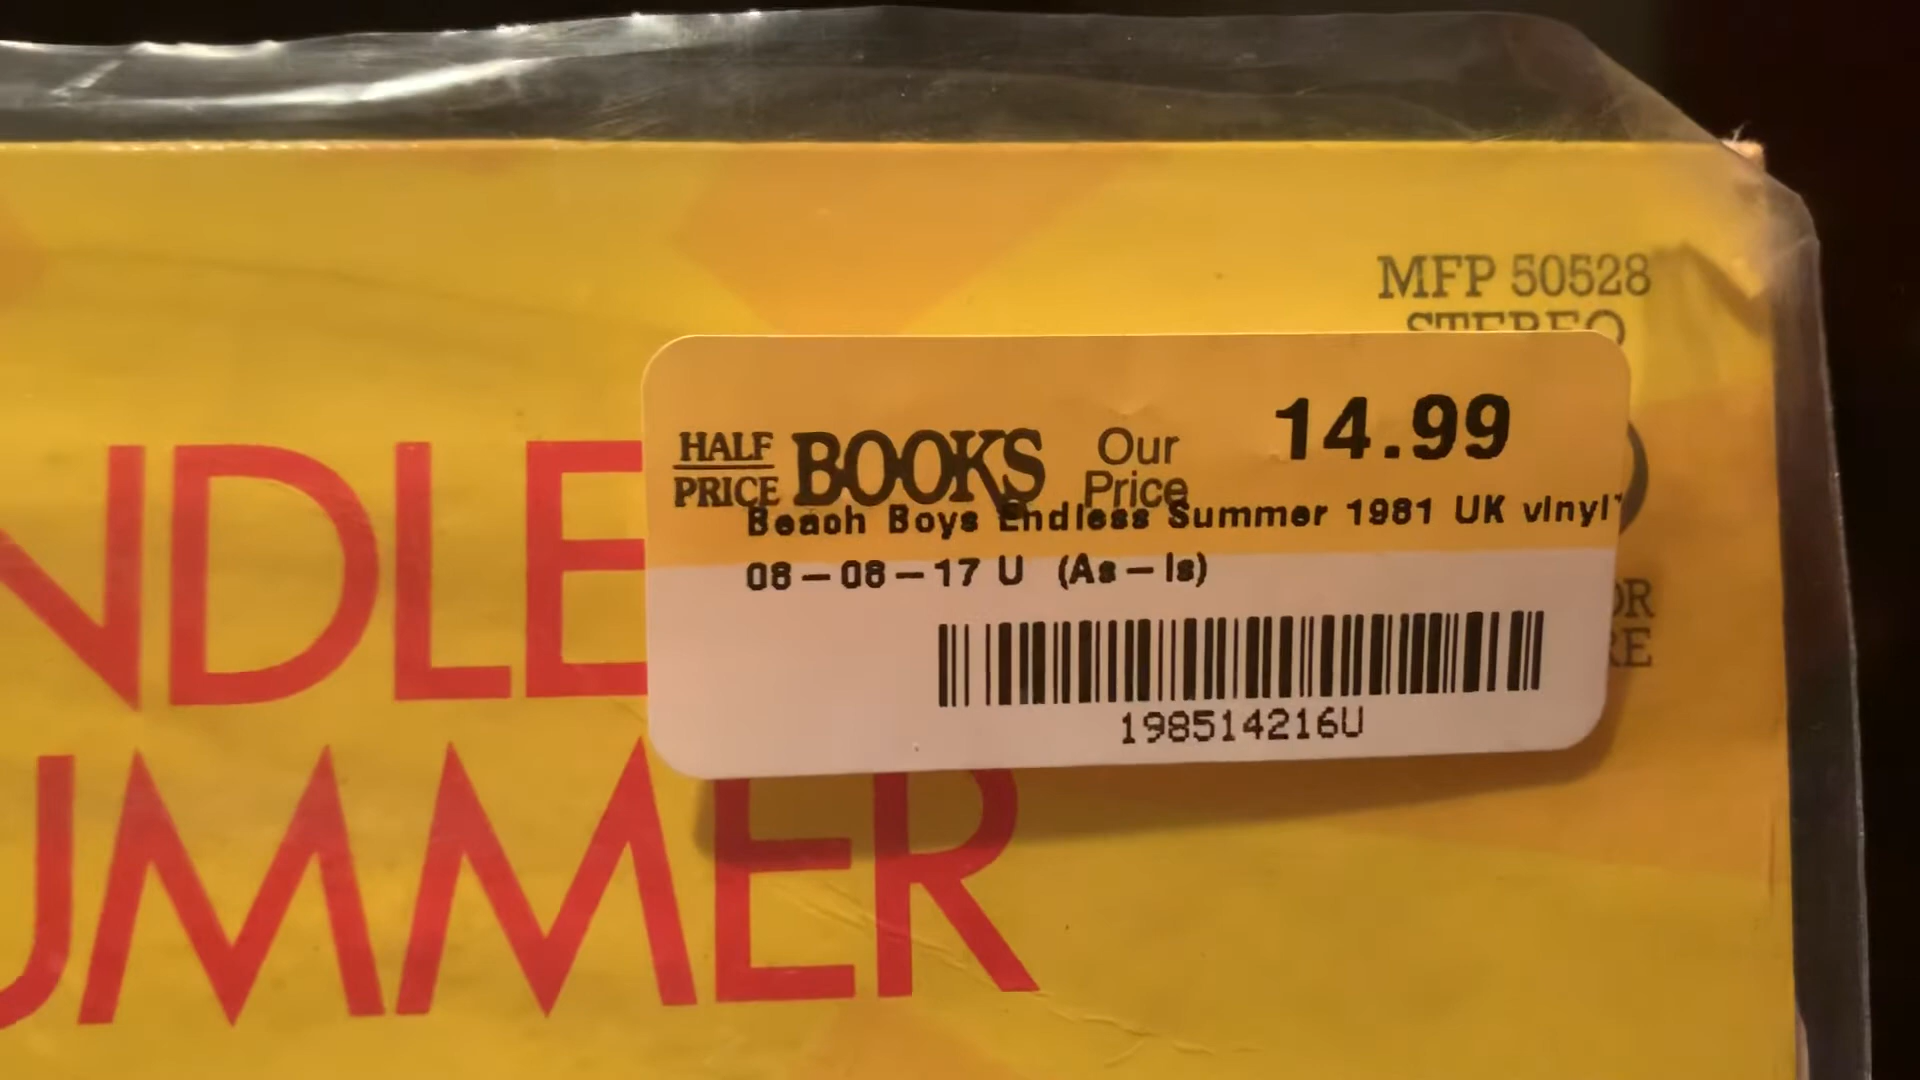 MFP 50528
STEREO
HALF PRICE BOOKS Our Price 14.99
Beach Boys Endless Summer 1981 UK vinyl
08-08-17 U (As-Is)
198514216U
NDLE
UMMER